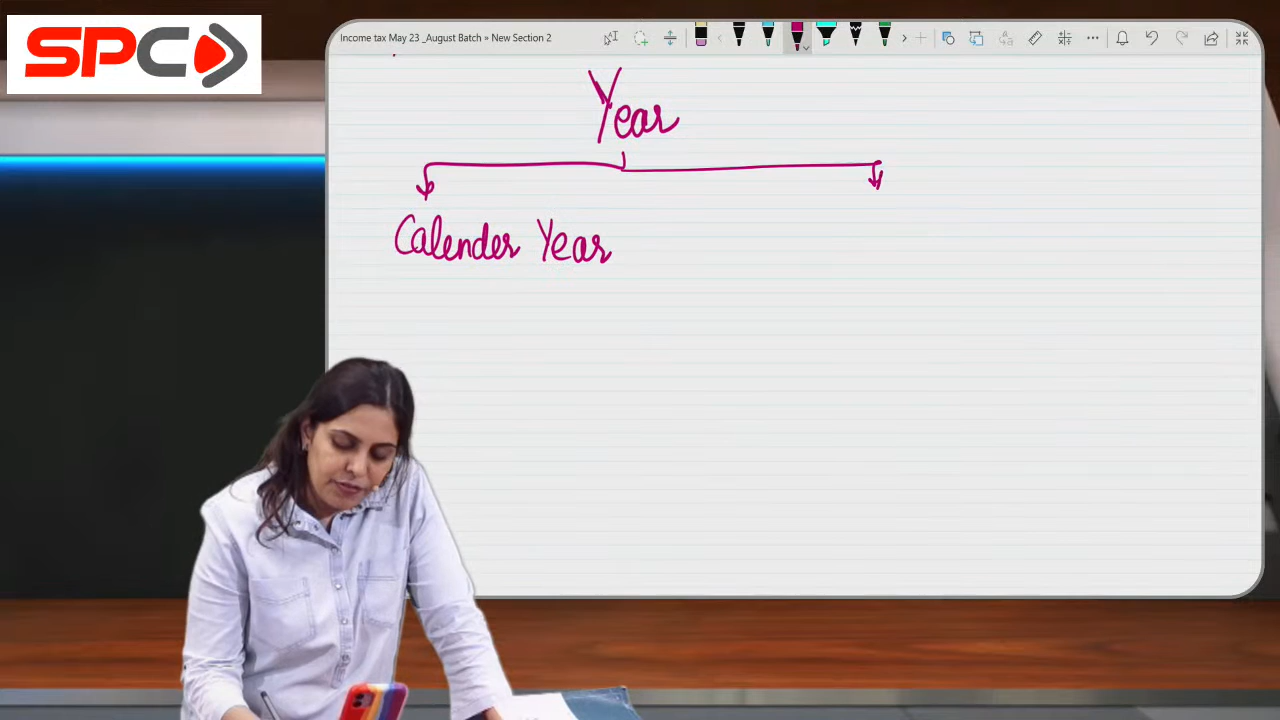 SPC
Income tax May 23 _August Batch » New Section 2
Year
Calender Year